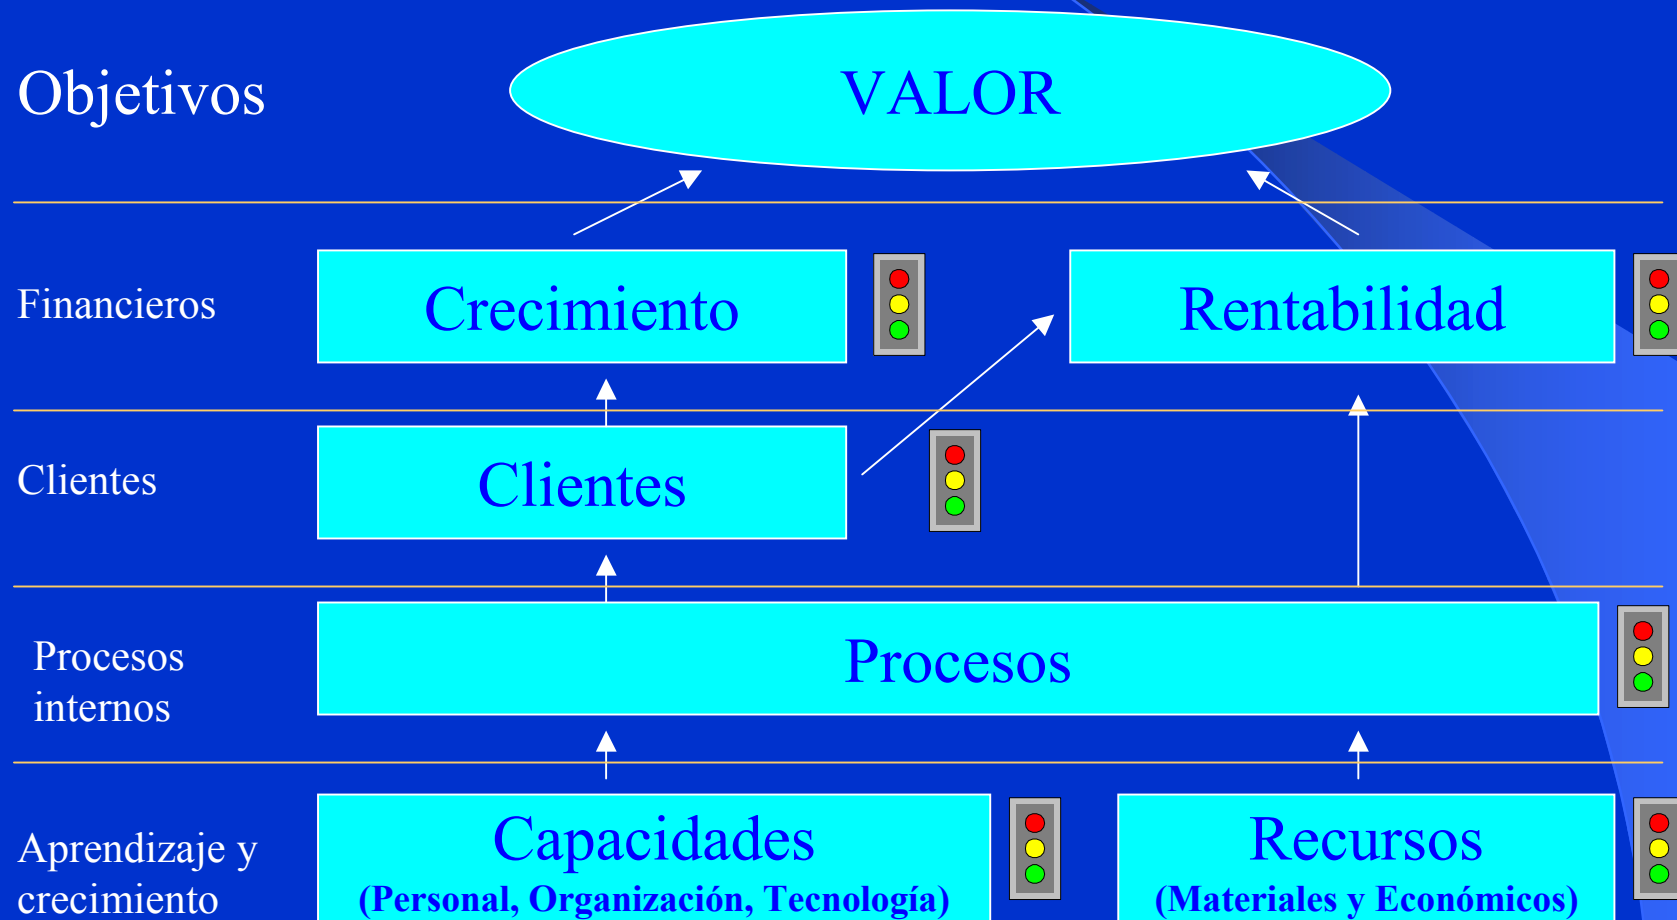 Objetivos
VALOR
Financieros
Crecimiento
Rentabilidad
Clientes
Clientes
Procesos
internos
Procesos
Aprendizaje y
crecimiento
Capacidades
(Personal, Organización, Tecnología)
Recursos
(Materiales y Económicos)